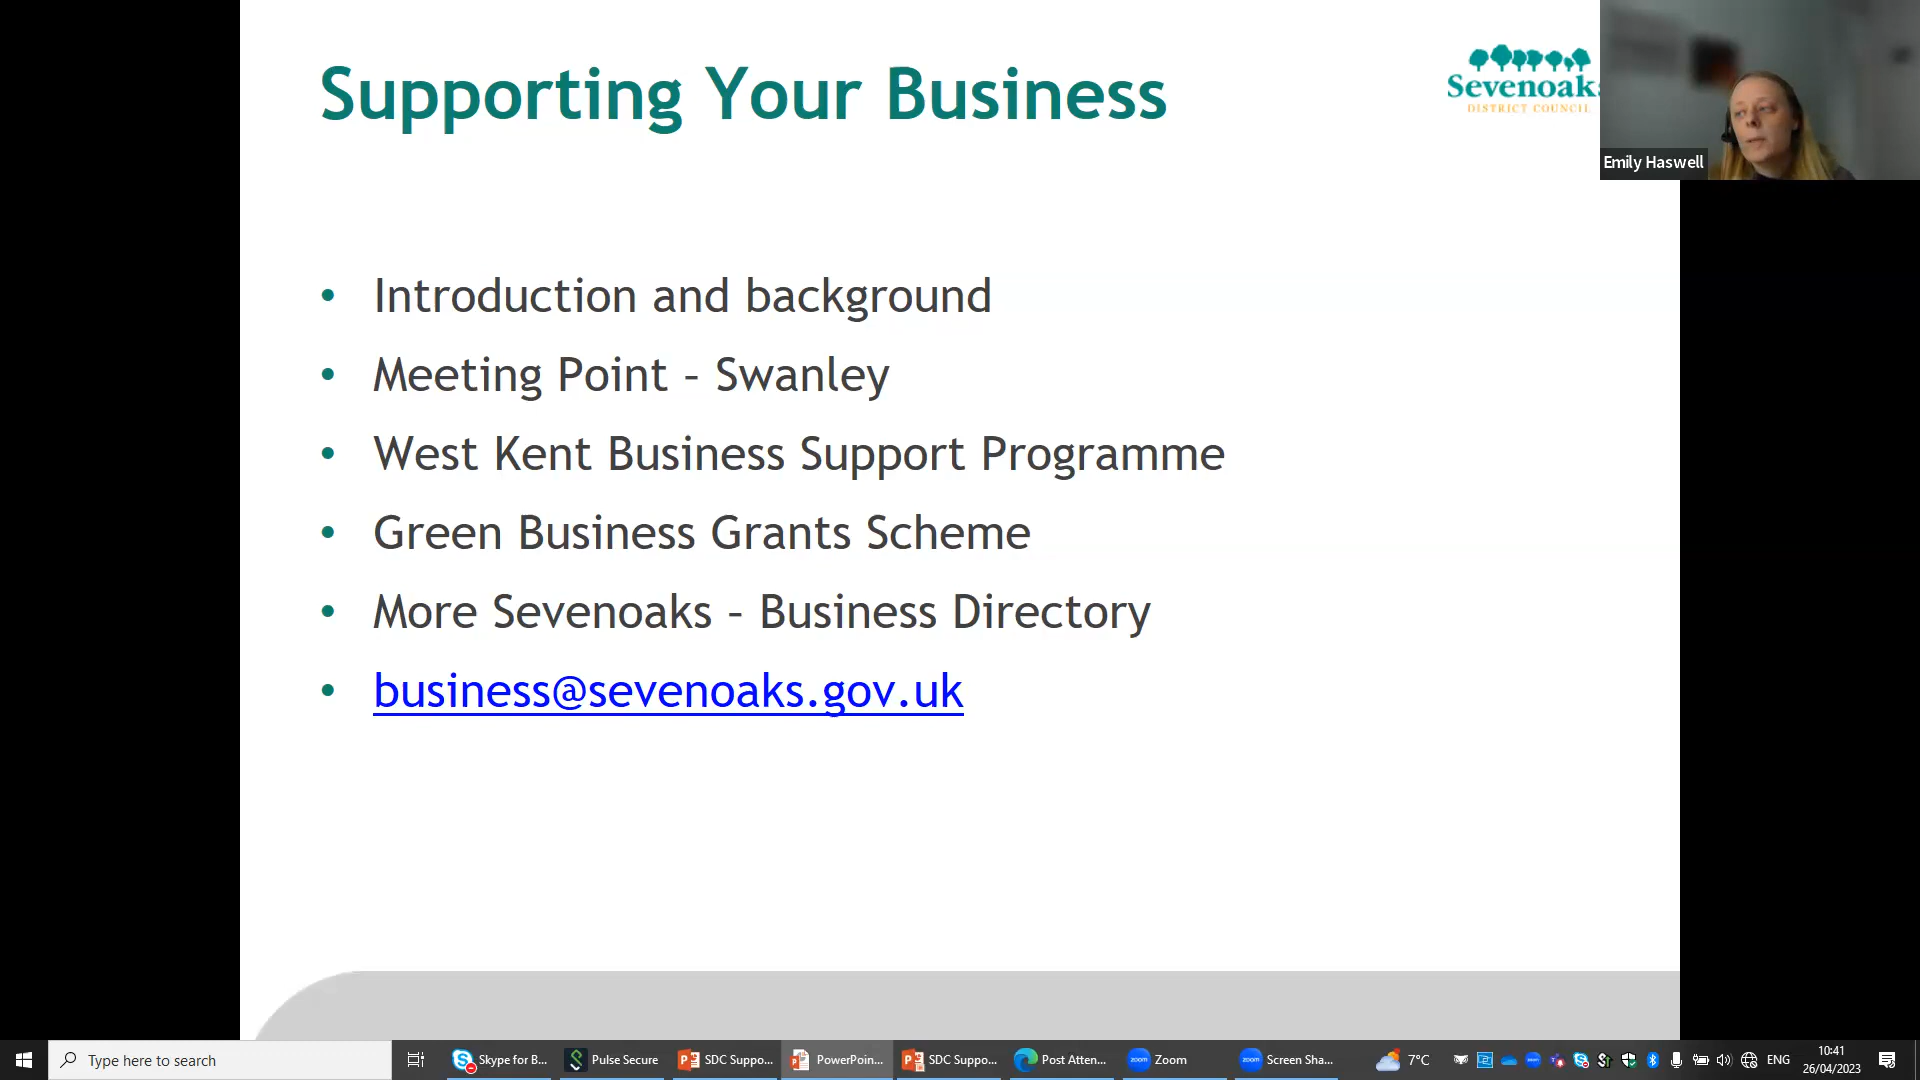 Supporting Your Business
Sevenoaks
DISTRICT COUNCIL
Emily Haswell
• Introduction and background
• Meeting Point – Swanley
• West Kent Business Support Programme
• Green Business Grants Scheme
• More Sevenoaks – Business Directory
• business@sevenoaks.gov.uk
Type here to search
Skype for B...
Pulse Secure
SDC Suppo...
PowerPoin...
SDC Suppo...
Post Atten...
Zoom
Screen Sha...
7°C
ENG
10:41
26/04/2023